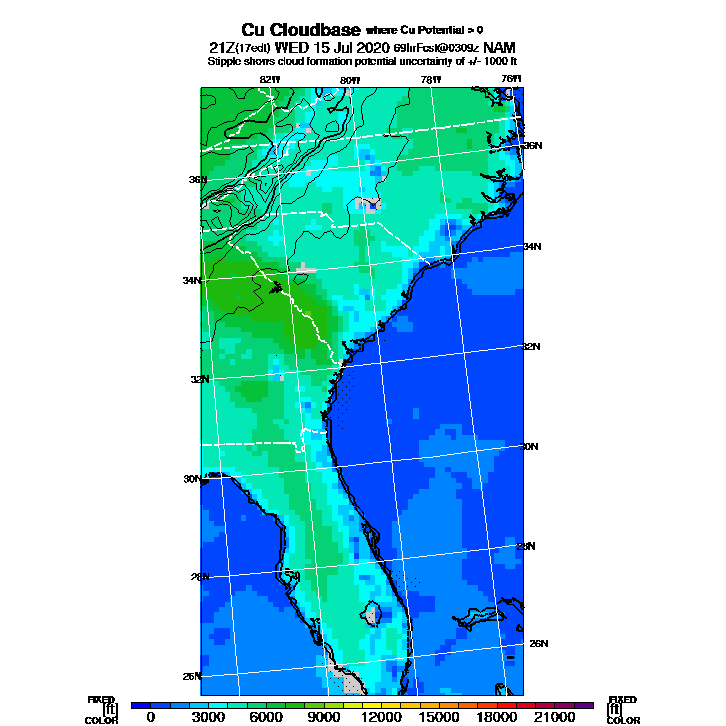 Cu Cloudbase where Cu Potential > 0
21Z(17edt) WED 15 Jul 2020 69hrFcst@0309z NAM
Stipple shows cloud formation potential uncertainty of +/- 1000 ft
82W 80W 78W 76W
36N
36N
34N
34N
32N
32N
30N
30N
28N
28N
26N
26N
FIXED FIXED
[ft] [ft]
COLOR COLOR
0 3000 6000 9000 12000 15000 18000 21000